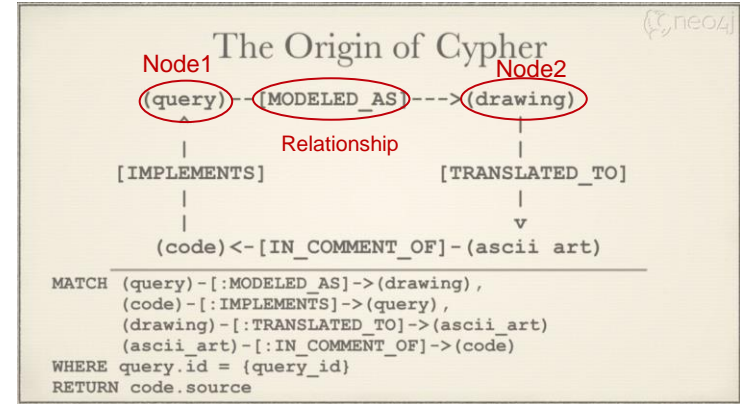 neo4j
The Origin of Cypher
Node1
Node2
(query)--[MODELED_AS]--->(drawing)
^ |
Relationship
| |
[IMPLEMENTS] [TRANSLATED_TO]
| |
| v
(code)<-[IN_COMMENT_OF]-(ascii art)
MATCH (query)-[:MODELED_AS]->(drawing),
(code)-[:IMPLEMENTS]->(query),
(drawing)-[:TRANSLATED_TO]->(ascii_art)
(ascii_art)-[:IN_COMMENT_OF]->(code)
WHERE query.id = {query_id}
RETURN code.source